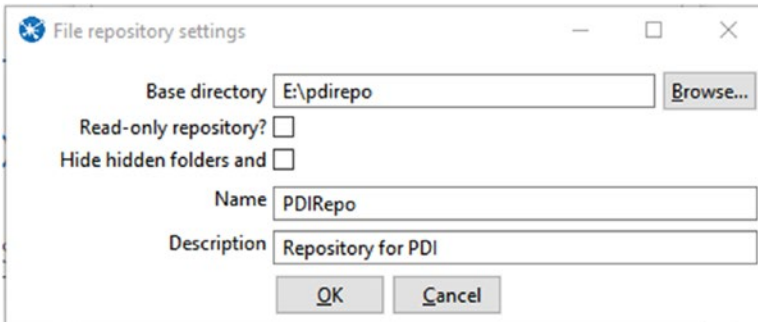 File repository settings
Base directory E:\pdirepo Browse...
Read-only repository?
Hide hidden folders and
Name PDIRepo
Description Repository for PDI
OK Cancel